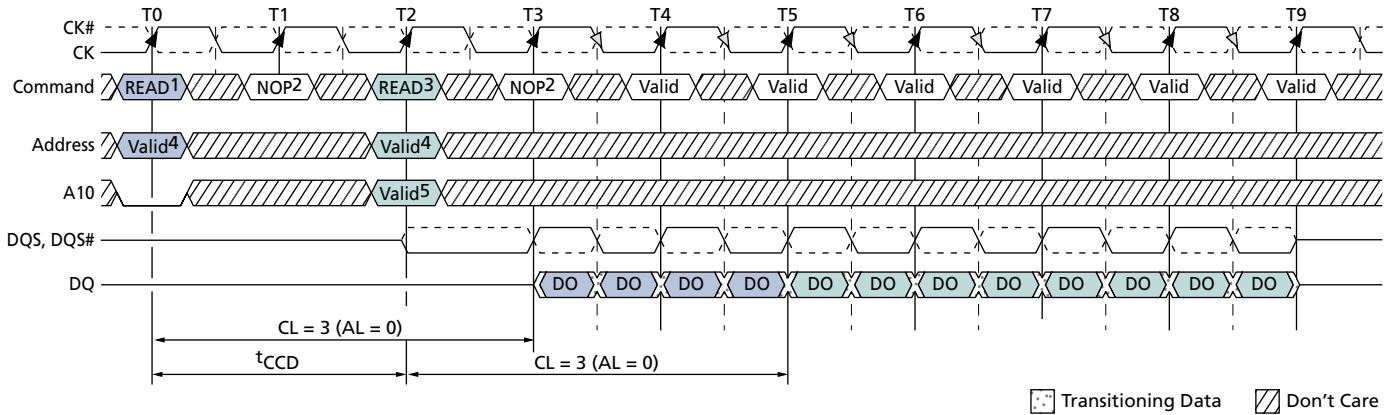 T0 T1 T2 T3 T4 T5 T6 T7 T8 T9
CK#
CK
Command READ1 NOP2 READ3 NOP2 Valid Valid Valid Valid Valid Valid
Address Valid4 Valid4
A10 Valid5
DQS, DQS#
DQ DO DO DO DO DO DO DO DO DO DO DO DO
CL = 3 (AL = 0)
tCCD CL = 3 (AL = 0)
Transitioning Data Don't Care